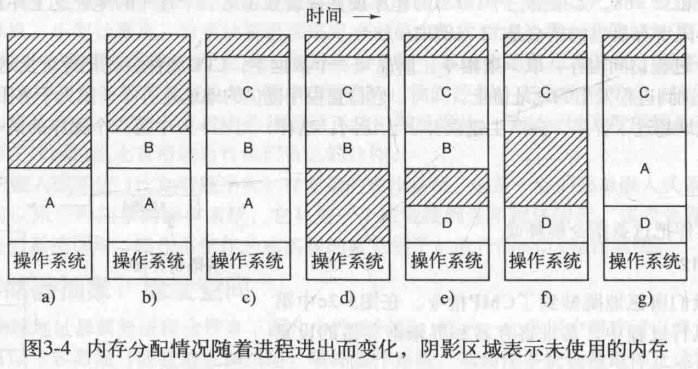 时间
C C C C
B B B B
A A A D A
操作系统 操作系统 操作系统 操作系统 操作系统 操作系统 操作系统
a) b) c) d) e) f) g)
图3-4 内存分配情况随着进程进出而变化，阴影区域表示未使用的内存